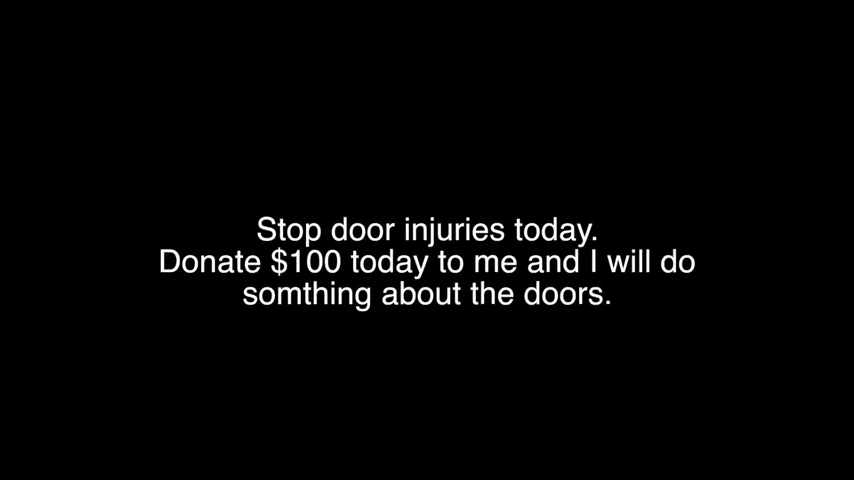 Stop door injuries today.
Donate $100 today to me and I will do
somthing about the doors.